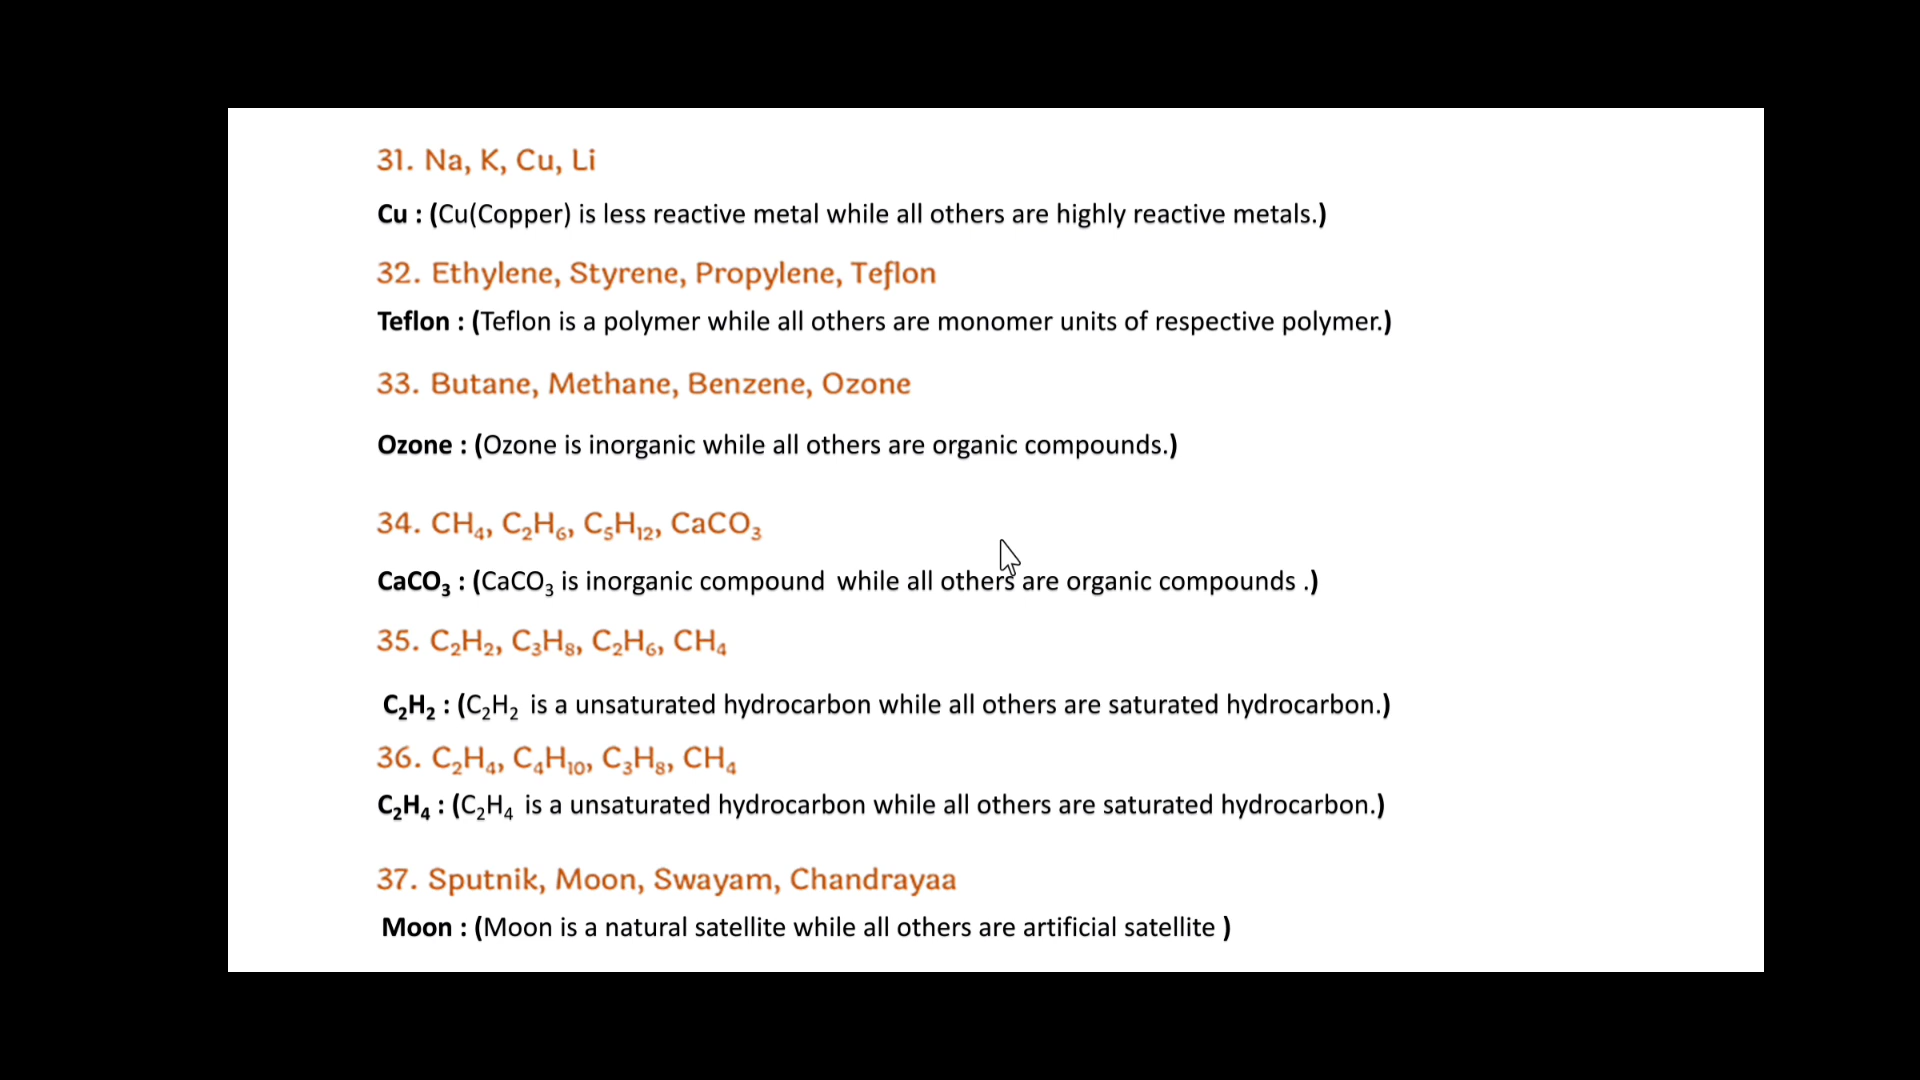 31. Na, K, Cu, Li
Cu : (Cu(Copper) is less reactive metal while all others are highly reactive metals.)
32. Ethylene, Styrene, Propylene, Teflon
Teflon : (Teflon is a polymer while all others are monomer units of respective polymer.)
33. Butane, Methane, Benzene, Ozone
Ozone : (Ozone is inorganic while all others are organic compounds.)
34. CH₄, C₂H₆, C₅H₁₂, CaCO₃
CaCO₃ : (CaCO₃ is inorganic compound while all others are organic compounds .)
35. C₂H₂, C₃H₈, C₂H₆, CH₄
C₂H₂ : (C₂H₂ is a unsaturated hydrocarbon while all others are saturated hydrocarbon.)
36. C₂H₄, C₄H₁₀, C₃H₈, CH₄
C₂H₄ : (C₂H₄ is a unsaturated hydrocarbon while all others are saturated hydrocarbon.)
37. Sputnik, Moon, Swayam, Chandrayaa
Moon : (Moon is a natural satellite while all others are artificial satellite )